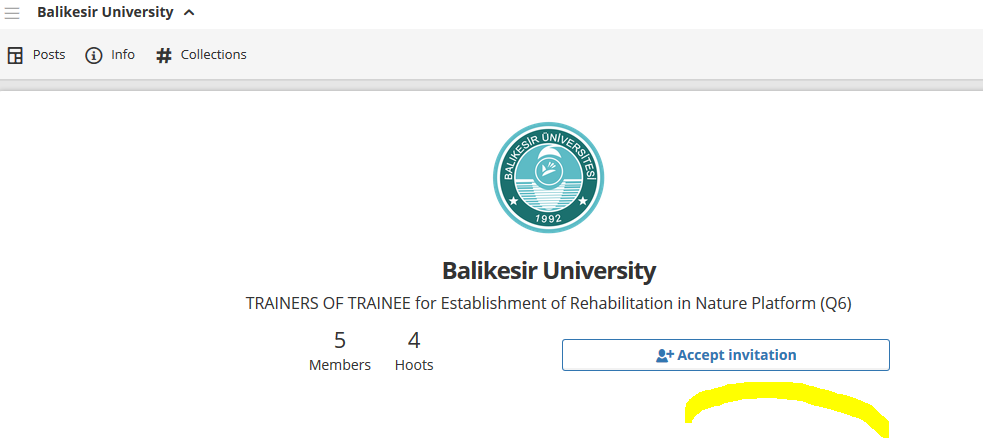 Balikesir University
Posts Info Collections
BALIKESİR ÜNİVERSİTESİ
1992
Balikesir University
TRAINERS OF TRAINEE for Establishment of Rehabilitation in Nature Platform (Q6)
5 4
Members Hoots
Accept invitation